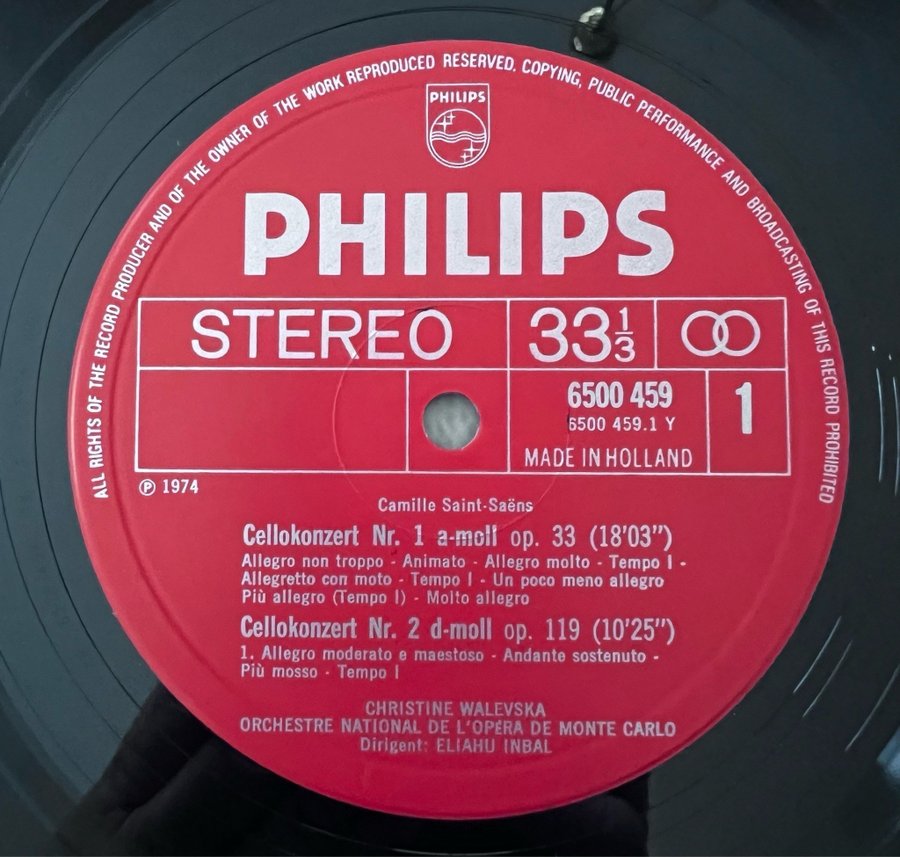 ALL RIGHTS OF THE RECORD PRODUCER AND OF THE OWNER OF THE WORK REPRODUCED RESERVED. COPYING, PUBLIC PERFORMANCE AND BROADCASTING OF THIS RECORD PROHIBITED
PHILIPS
PHILIPS
STEREO 33 1/3
6500 459 1
6500 459.1 Y
MADE IN HOLLAND
℗ 1974
Camille Saint-Saëns
Cellokonzert Nr. 1 a-moll op. 33 (18'03")
Allegro non troppo - Animato - Allegro molto - Tempo I -
Allegretto con moto - Tempo I - Un poco meno allegro
Più allegro (Tempo I) - Molto allegro
Cellokonzert Nr. 2 d-moll op. 119 (10'25")
1. Allegro moderato e maestoso - Andante sostenuto -
Più mosso - Tempo I
CHRISTINE WALEVSKA
ORCHESTRE NATIONAL DE L'OPÉRA DE MONTE CARLO
Dirigent: ELIAHU INBAL